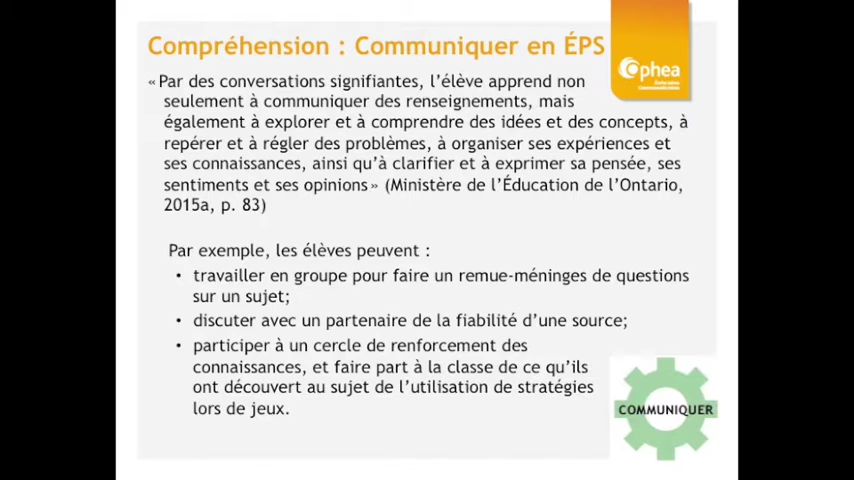 Compréhension : Communiquer en ÉPS
Ophea
« Par des conversations signifiantes, l’élève apprend non
seulement à communiquer des renseignements, mais
également à explorer et à comprendre des idées et des concepts, à
repérer et à régler des problèmes, à organiser ses expériences et
ses connaissances, ainsi qu’à clarifier et à exprimer sa pensée, ses
sentiments et ses opinions » (Ministère de l’Éducation de l’Ontario,
2015a, p. 83)
Par exemple, les élèves peuvent :
• travailler en groupe pour faire un remue-méninges de questions
sur un sujet;
• discuter avec un partenaire de la fiabilité d’une source;
• participer à un cercle de renforcement des
connaissances, et faire part à la classe de ce qu’ils
ont découvert au sujet de l’utilisation de stratégies
lors de jeux.
COMMUNIQUER